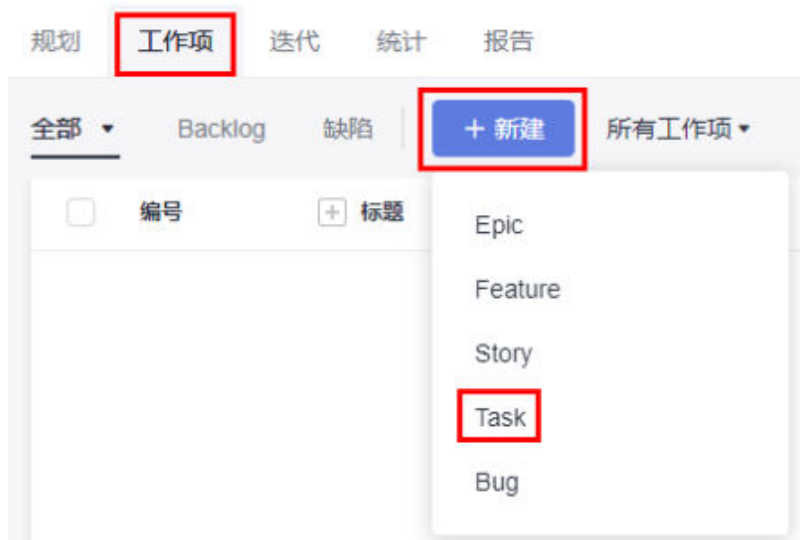 规划 工作项 迭代 统计 报告
全部 Backlog 缺陷 + 新建 所有工作项
编号 标题
Epic
Feature
Story
Task
Bug